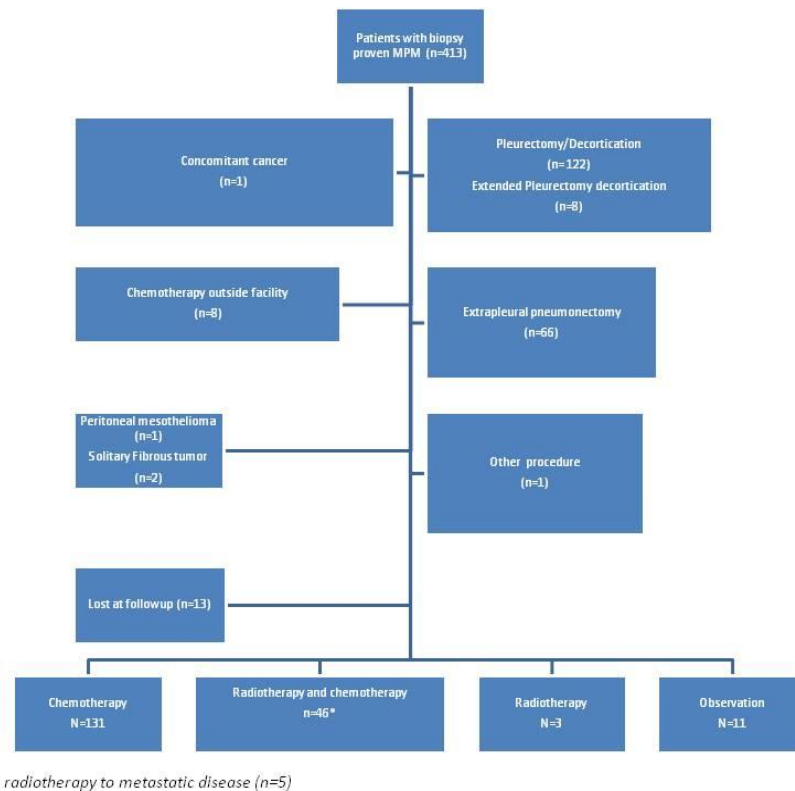 Patients with biopsy
proven MPM (n=413)
Concomitant cancer
(n=1)
Pleurectomy/Decortication
(n=122)
Extended Pleurectomy decortication
(n=8)
Chemotherapy outside facility
(n=8)
Extrapleural pneumonectomy
(n=66)
Peritoneal mesothelioma
(n=1)
Solitary Fibrous tumor
(n=2)
Other procedure
(n=1)
Lost at followup (n=13)
Chemotherapy
N=131
Radiotherapy and chemotherapy
n=46*
Radiotherapy
N=3
Observation
N=11
radiotherapy to metastatic disease (n=5)